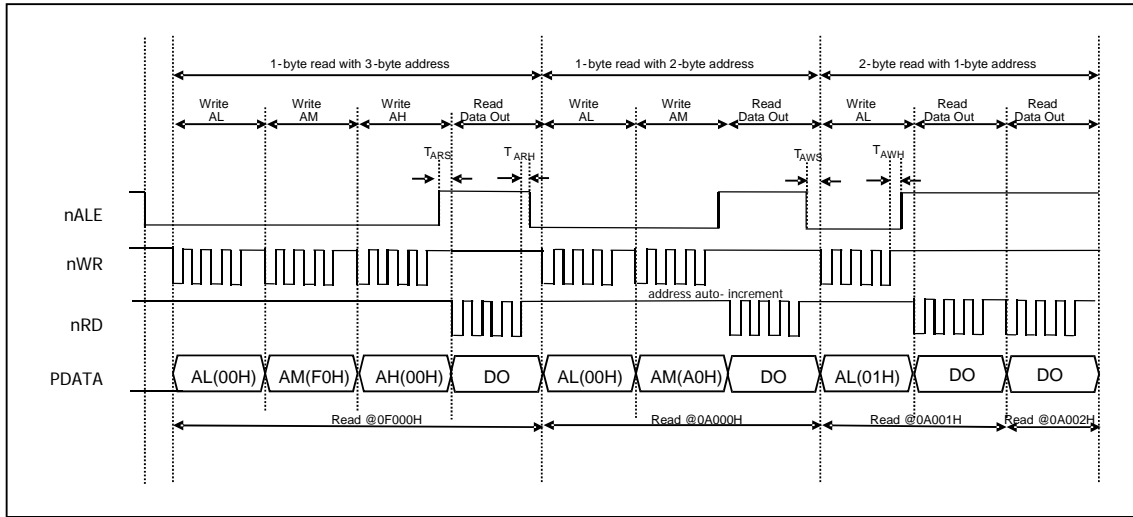 1-byte read with 3-byte address 1-byte read with 2-byte address 2-byte read with 1-byte address
Write Write Write Read Write Write Read Write Read Read
AL AM AH Data Out AL AM Data Out AL Data Out Data Out
TARS TARH TAWS TAWH
nALE
nWR
address auto- increment
nRD
PDATA AL(00H) AM(F0H) AH(00H) DO AL(00H) AM(A0H) DO AL(01H) DO DO
Read @0F000H Read @0A000H Read @0A001H Read @0A002H